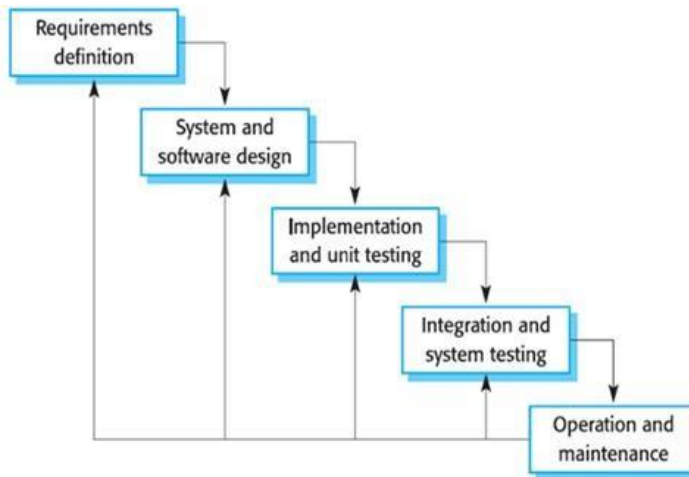 Requirements
definition
System and
software design
Implementation
and unit testing
Integration and
system testing
Operation and
maintenance